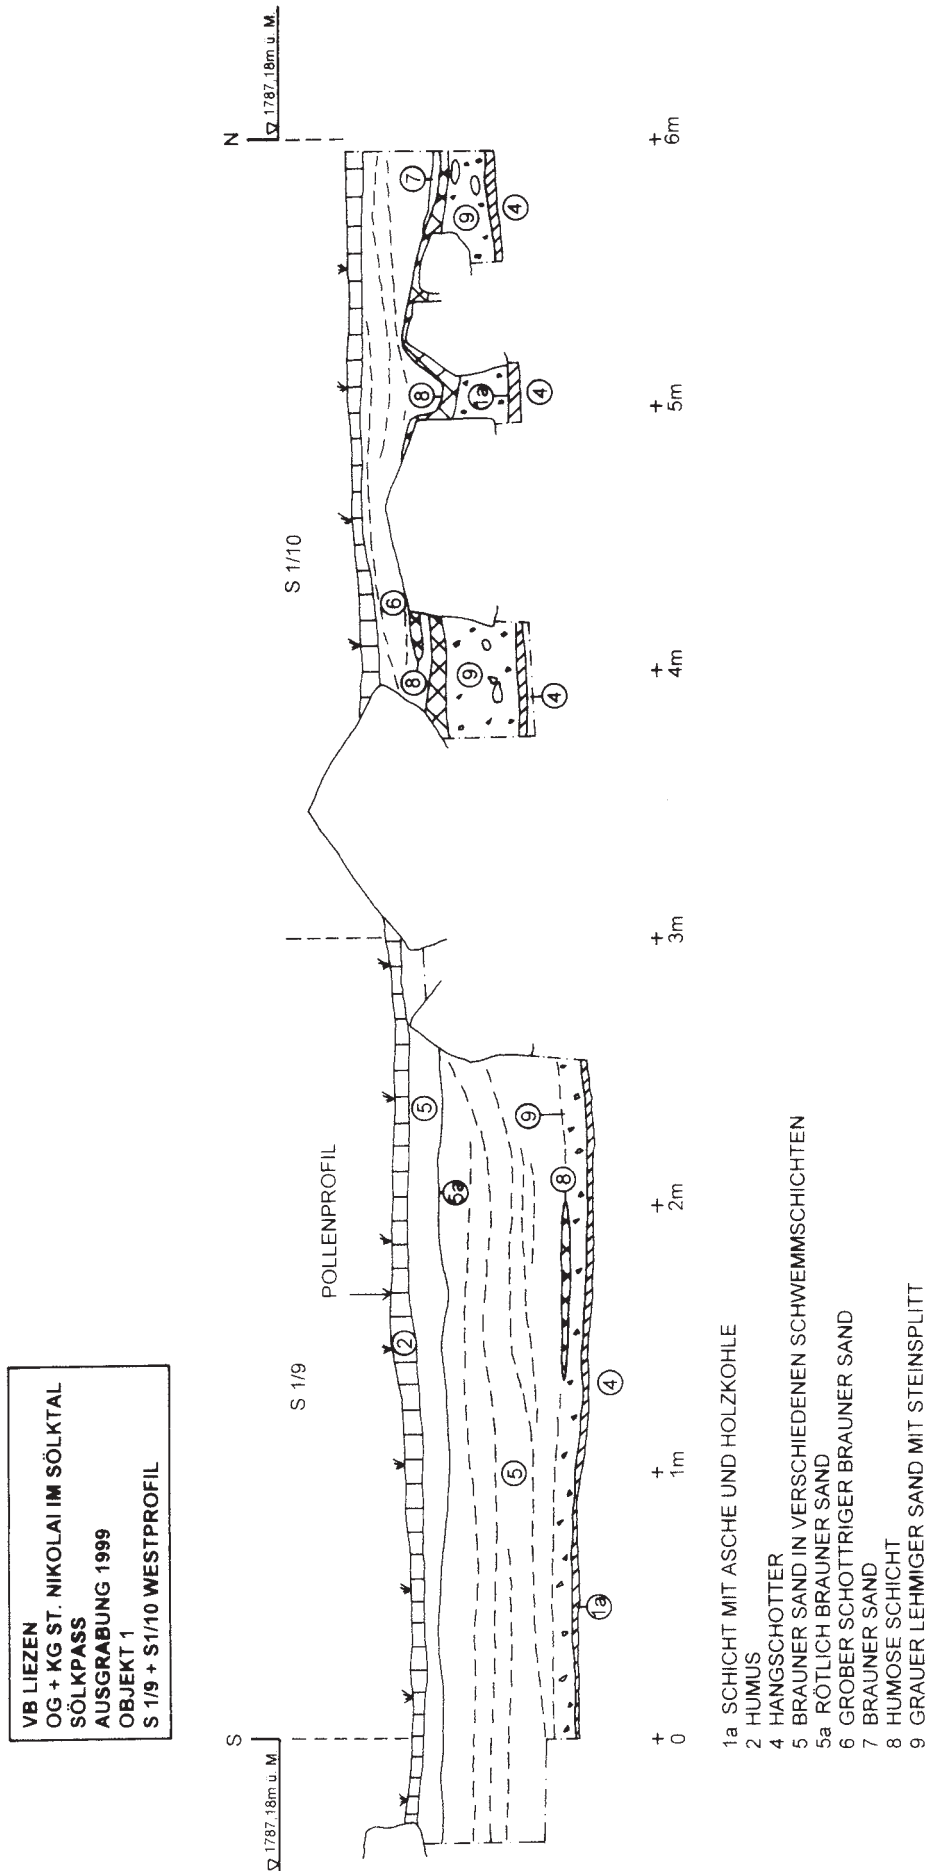 VB LIEZEN
OG + KG ST. NIKOLAI IM SÖLKTAL
SÖLKPASS
AUSGRABUNG 1999
OBJEKT 1
S 1/9 + S1/10 WESTPROFIL
S
1787,18m ü. M.
N
1787,18m ü. M.
S 1/9
POLLENPROFIL
S 1/10
2
5
5a
5
9
8
4
1a
6
8
9
4
8
1a
4
7
9
4
0
1m
2m
3m
4m
5m
6m
1a SCHICHT MIT ASCHE UND HOLZKOHLE
2 HUMUS
4 HANGSCHOTTER
5 BRAUNER SAND IN VERSCHIEDENEN SCHWEMMSCHICHTEN
5a RÖTLICH BRAUNER SAND
6 GROBER SCHOTTRIGER BRAUNER SAND
7 BRAUNER SAND
8 HUMOSE SCHICHT
9 GRAUER LEHMIGER SAND MIT STEINSPLITT